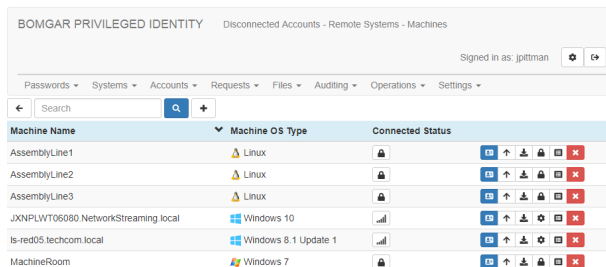 BOMGAR PRIVILEGED IDENTITY Disconnected Accounts - Remote Systems - Machines
Signed in as: jpittman
Passwords Systems Accounts Requests Files Auditing Operations Settings
Search
Machine Name Machine OS Type Connected Status
AssemblyLine1 Linux
AssemblyLine2 Linux
AssemblyLine3 Linux
JXNPLWT06080.NetworkStreaming.local Windows 10
ls-red05.techcom.local Windows 8.1 Update 1
MachineRoom Windows 7